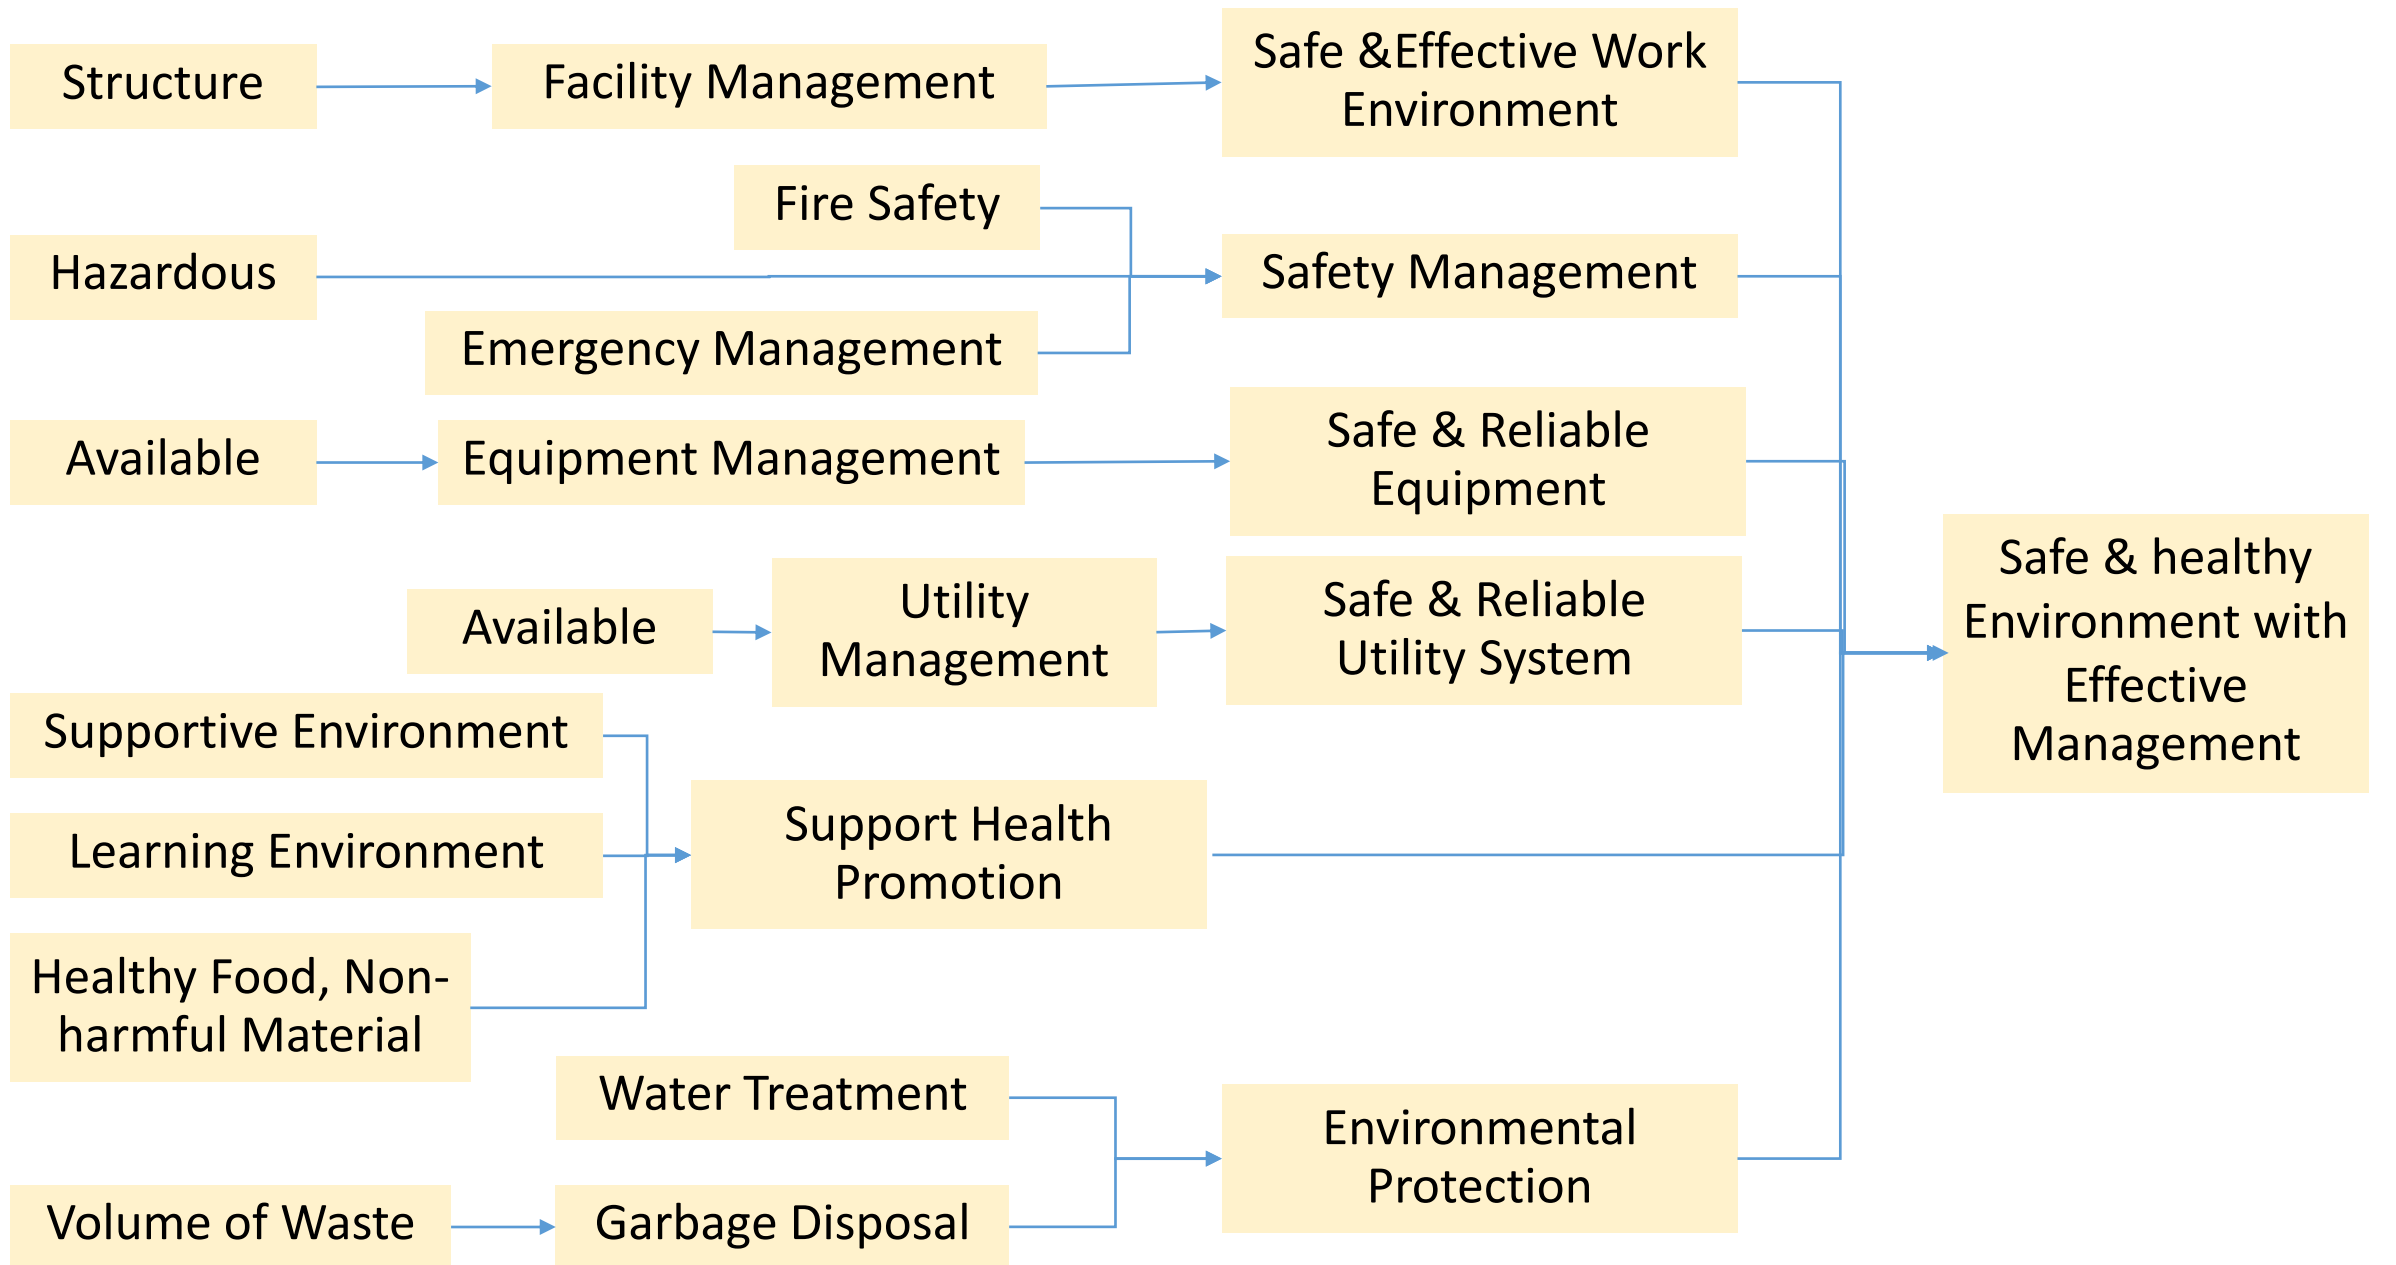 Structure
Facility Management
Safe &Effective Work
Environment
Fire Safety
Hazardous
Safety Management
Emergency Management
Available
Equipment Management
Safe & Reliable
Equipment
Available
Utility
Management
Safe & Reliable
Utility System
Safe & healthy
Environment with
Effective
Management
Supportive Environment
Learning Environment
Healthy Food, Non-
harmful Material
Support Health
Promotion
Water Treatment
Volume of Waste
Garbage Disposal
Environmental
Protection